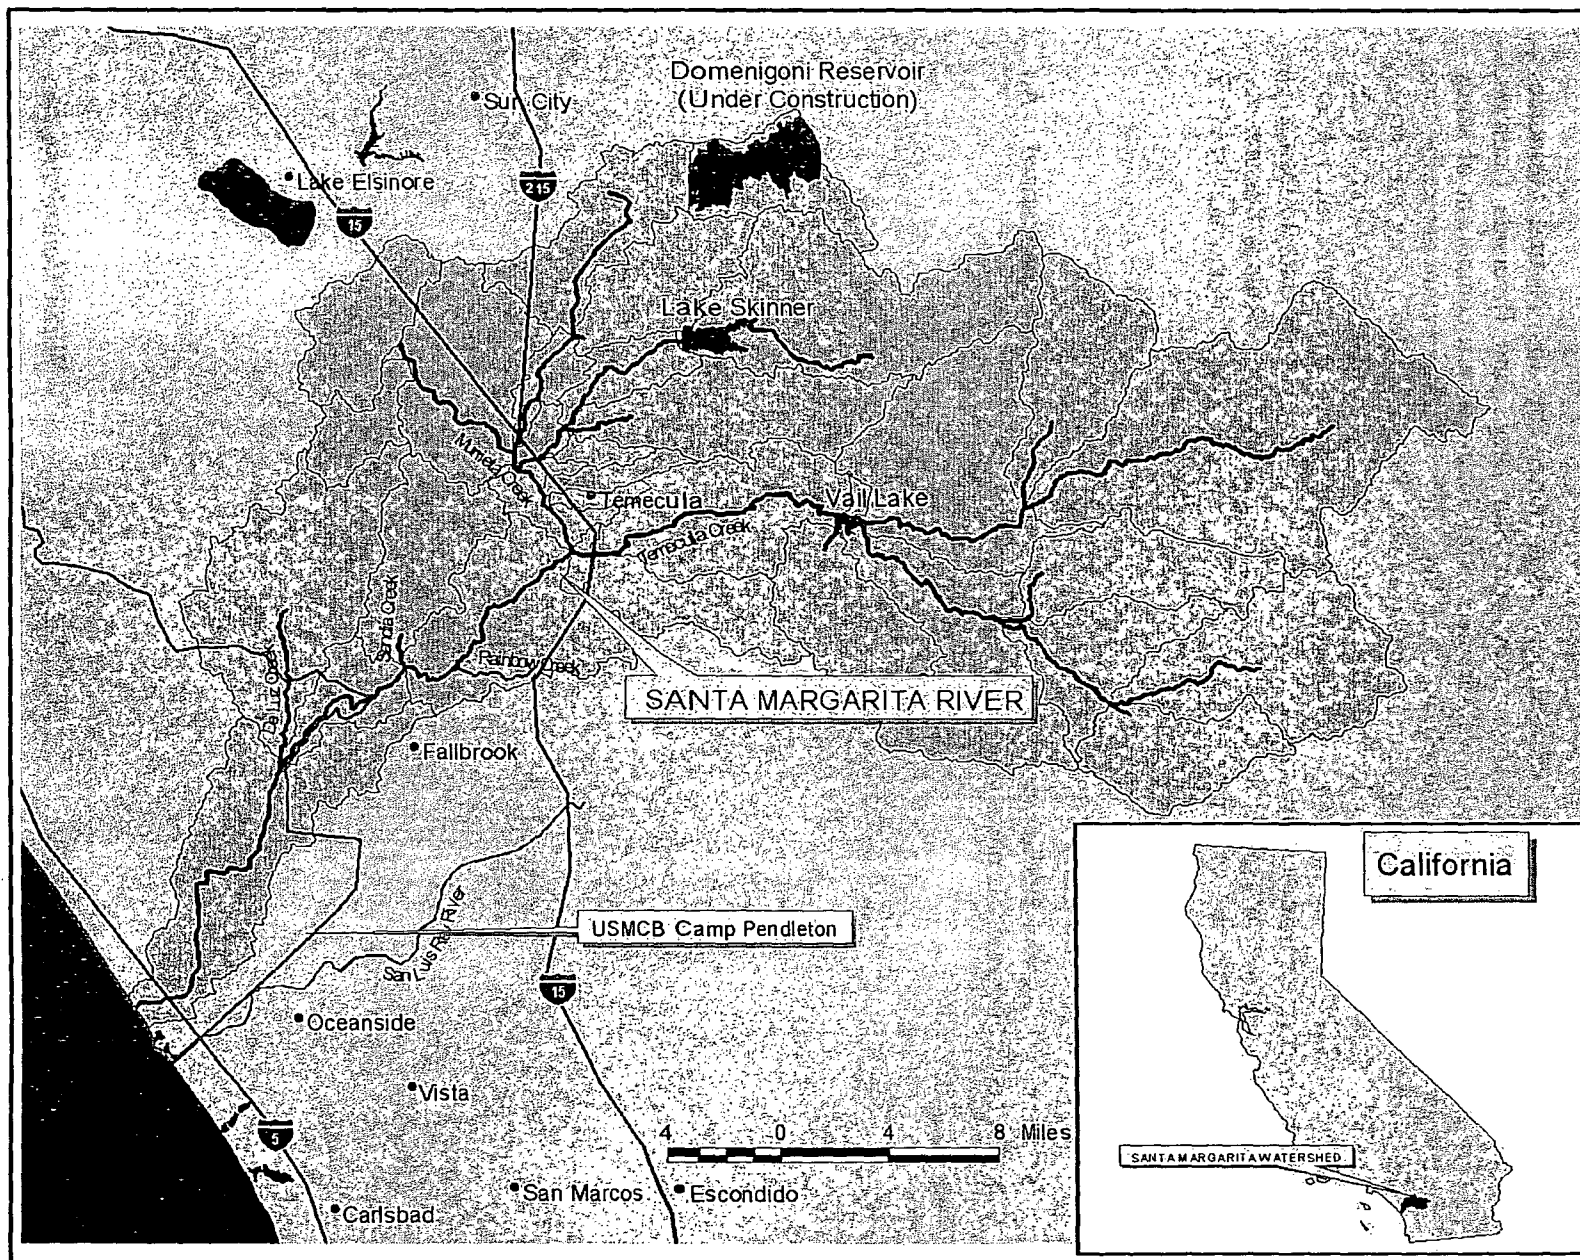 Domenigoni Reservoir
(Under Construction)
Sun City
Lake Elsinore
215
15
Lake Skinner
Murrieta Creek
Temecula
Vail Lake
Temecula Creek
Sandia Creek
De Luz Creek
Rainbow Creek
SANTA MARGARITA RIVER
Fallbrook
California
USMCB Camp Pendleton
San Luis Rey River
15
Oceanside
Vista
5
4 0 4 8 Miles
SANTA MARGARITA WATERSHED
San Marcos
Escondido
Carlsbad